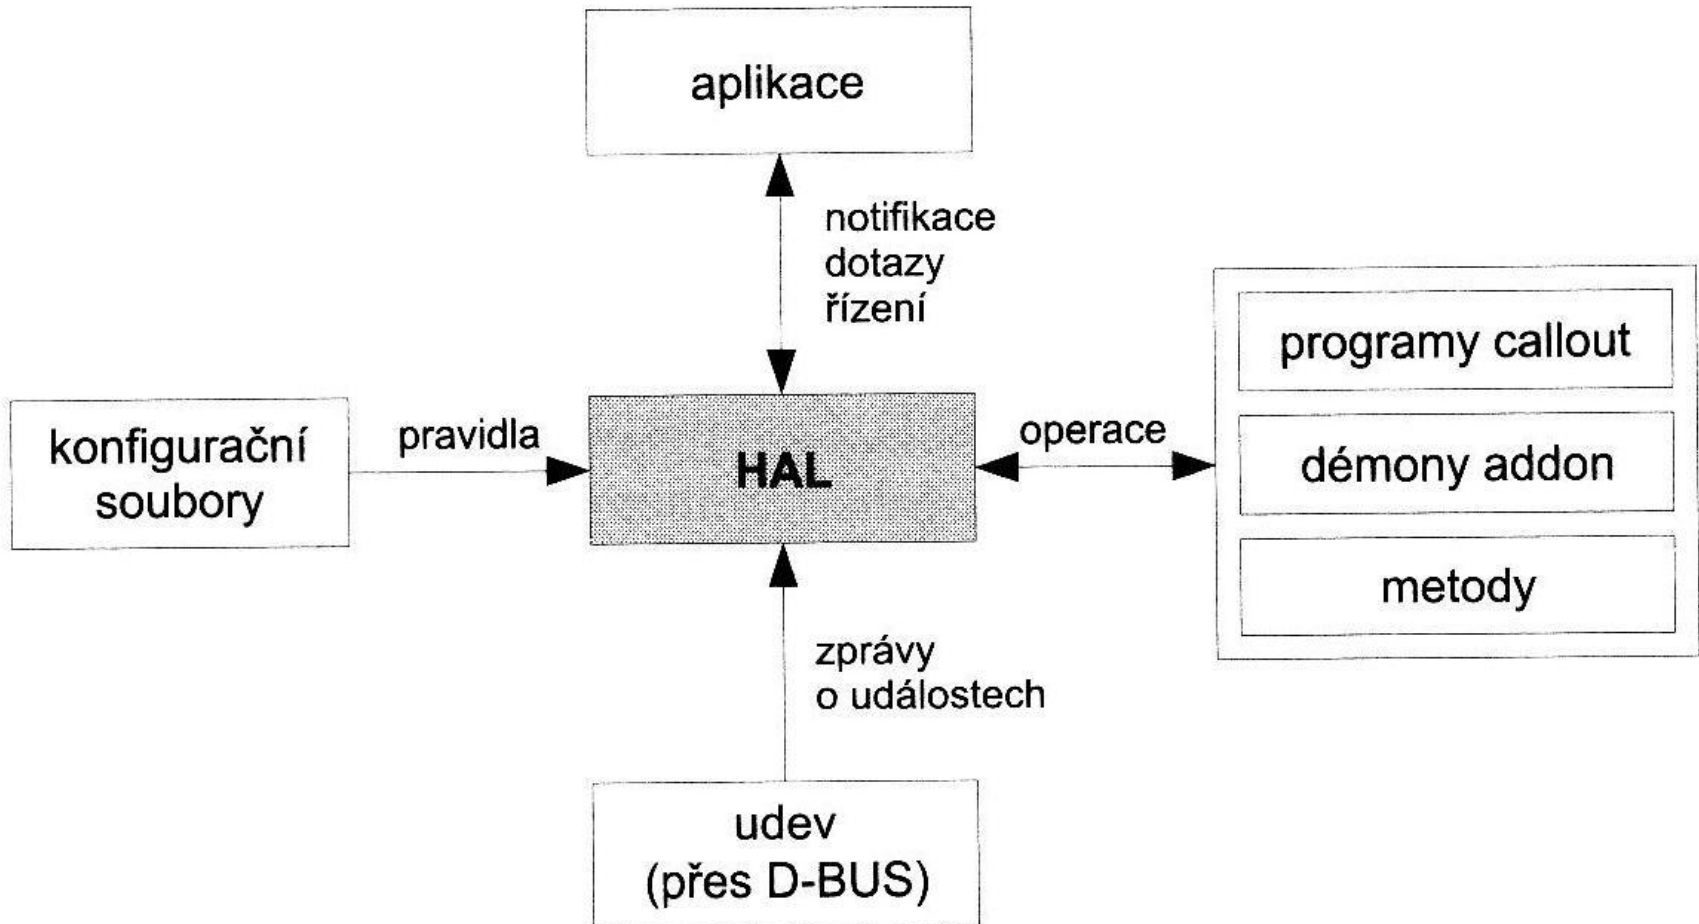 aplikace
notifikace
dotazy
řízení
programy callout
konfigurační
soubory
pravidla
HAL
operace
démony addon
metody
zprávy
o událostech
udev
(přes D-BUS)